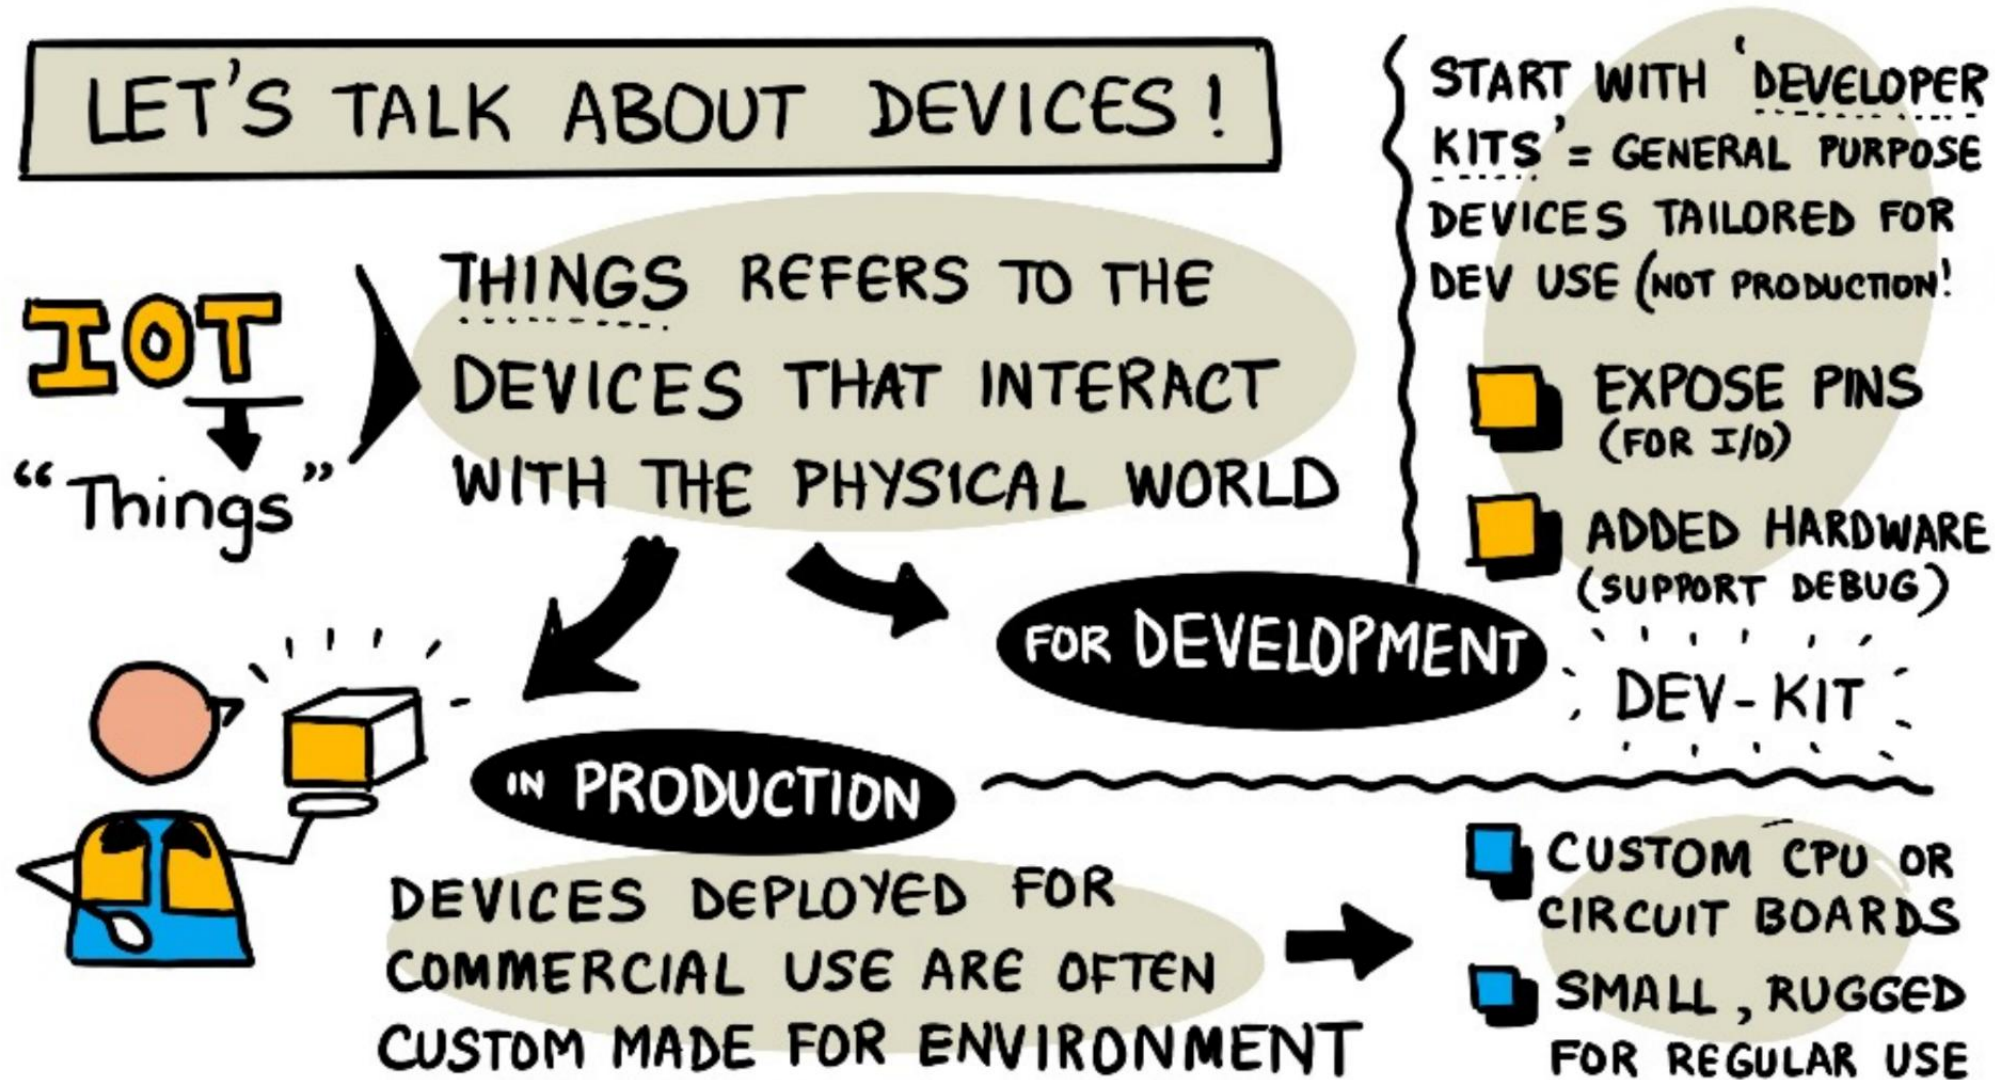 LET'S TALK ABOUT DEVICES!
IOT
"Things"
THINGS REFERS TO THE
DEVICES THAT INTERACT
WITH THE PHYSICAL WORLD
START WITH 'DEVELOPER
KITS' = GENERAL PURPOSE
DEVICES TAILORED FOR
DEV USE (NOT PRODUCTION!
EXPOSE PINS
(FOR I/O)
ADDED HARDWARE
(SUPPORT DEBUG)
FOR DEVELOPMENT
DEV-KIT
IN PRODUCTION
DEVICES DEPLOYED FOR
COMMERCIAL USE ARE OFTEN
CUSTOM MADE FOR ENVIRONMENT
CUSTOM CPU OR
CIRCUIT BOARDS
SMALL, RUGGED
FOR REGULAR USE